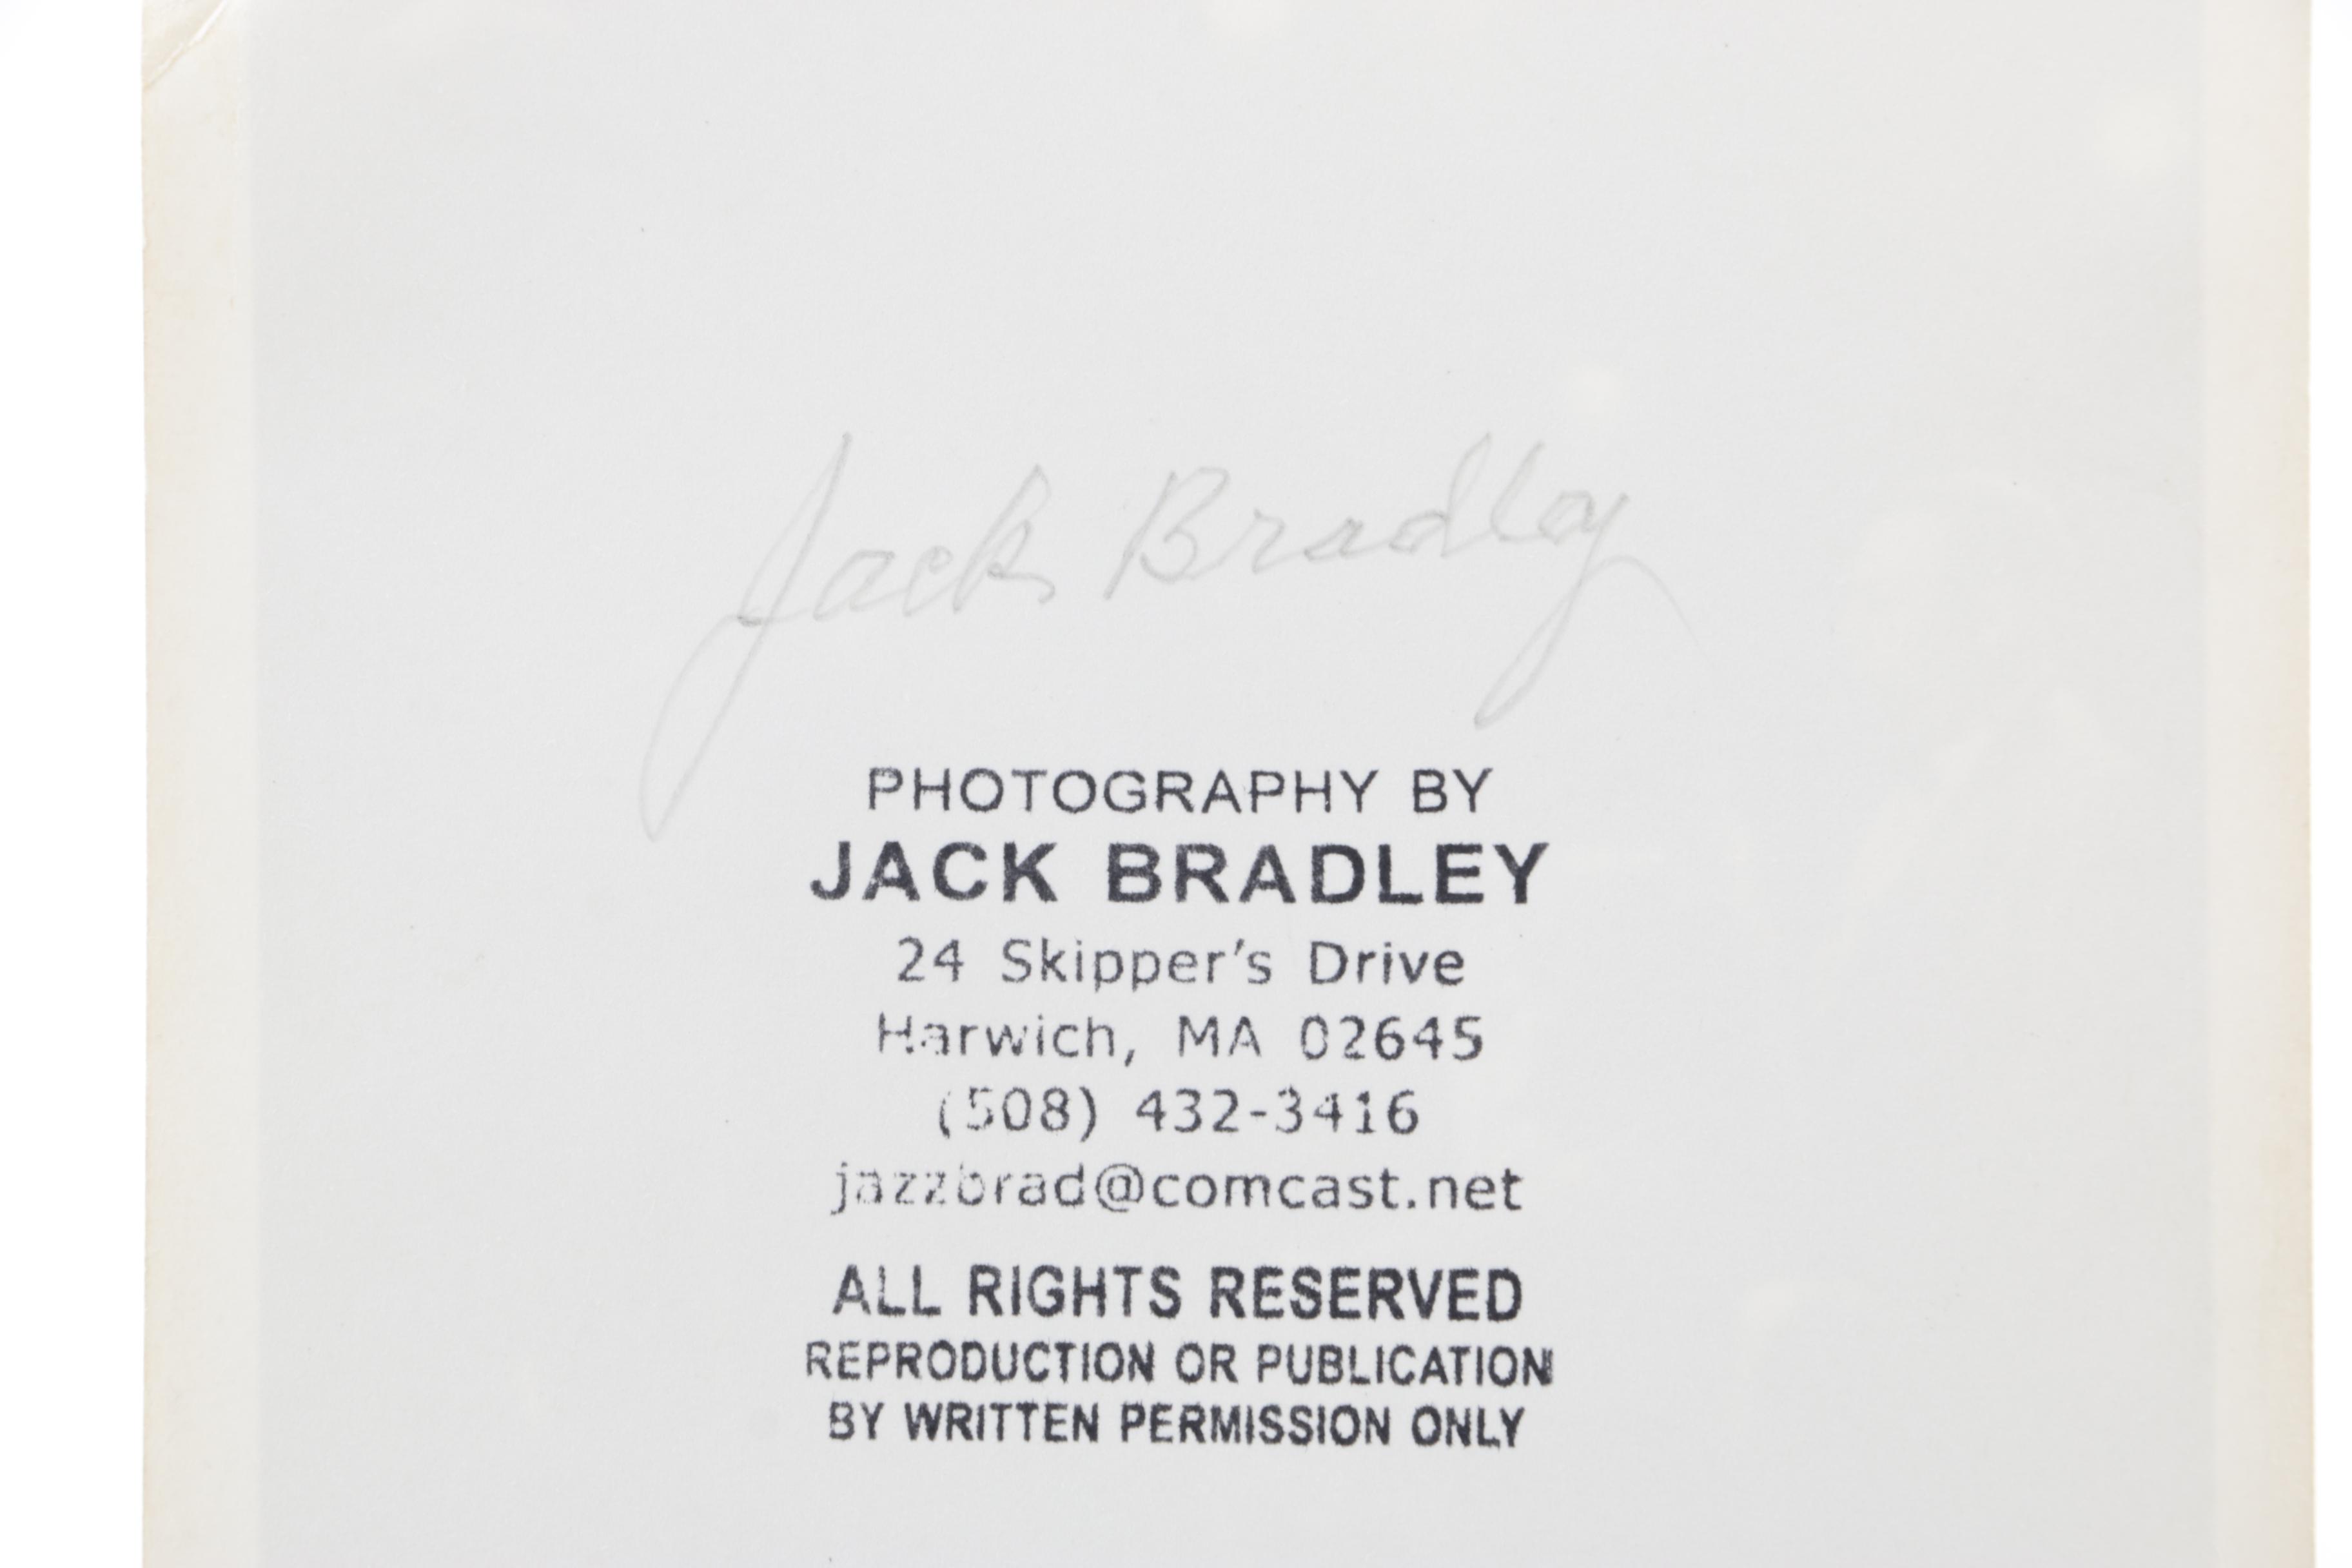 Jack Bradley
PHOTOGRAPHY BY
JACK BRADLEY
24 Skipper's Drive
Harwich, MA 02645
(508) 432-3416
jazzbrad@comcast.net
ALL RIGHTS RESERVED
REPRODUCTION OR PUBLICATION
BY WRITTEN PERMISSION ONLY